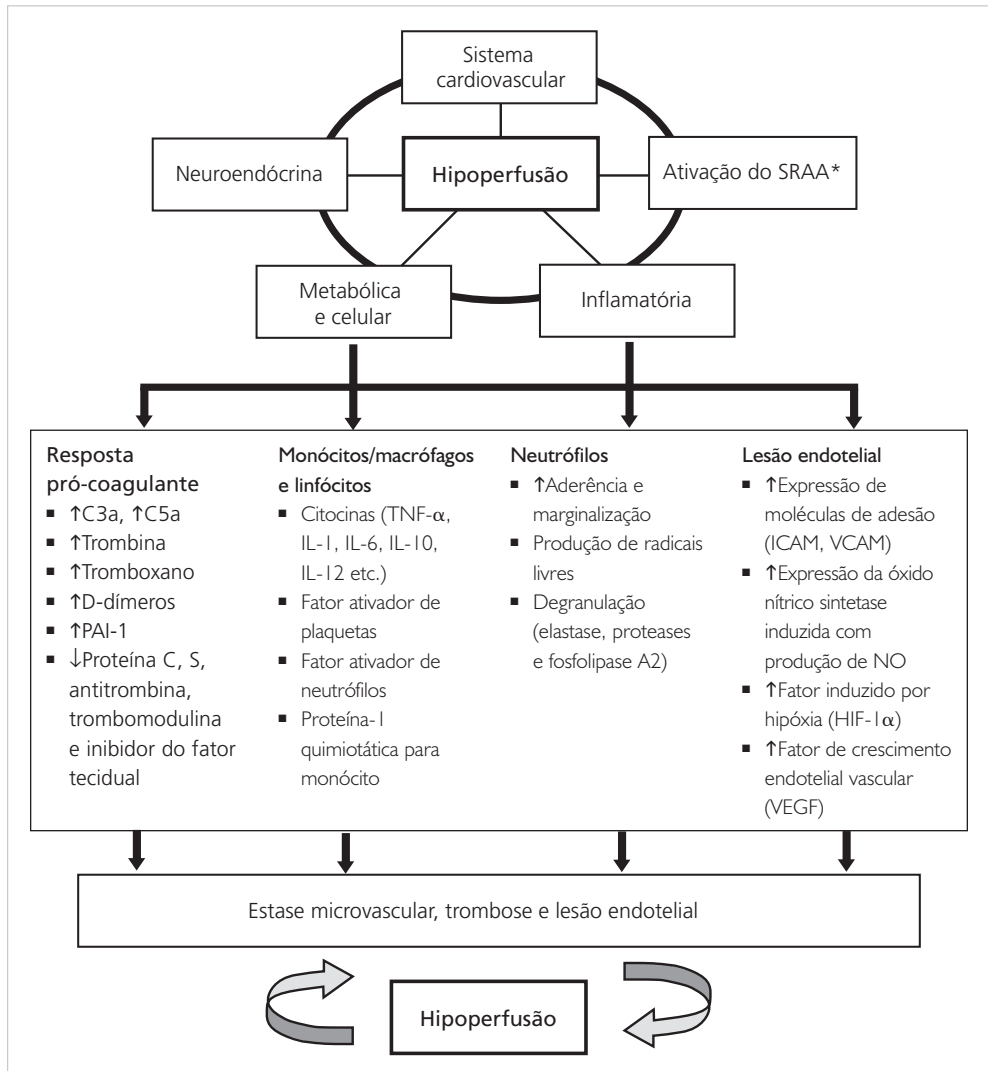 Sistema
cardiovascular
Neuroendócrina
Hipoperfusão
Ativação do SRAA*
Metabólica
e celular
Inflamatória
Resposta
pró-coagulante
▪ ↑C3a, ↑C5a
▪ ↑Trombina
▪ ↑Tromboxano
▪ ↑D-dímeros
▪ ↑PAI-1
▪ ↓Proteína C, S,
antitrombina,
trombomodulina
e inibidor do fator
tecidual
Monócitos/macrófagos
e linfócitos
▪ Citocinas (TNF-α,
IL-1, IL-6, IL-10,
IL-12 etc.)
▪ Fator ativador de
plaquetas
▪ Fator ativador de
neutrófilos
▪ Proteína-1
quimiotática para
monócito
Neutrófilos
▪ ↑Aderência e
marginalização
▪ Produção de radicais
livres
▪ Degranulação
(elastase, proteases
e fosfolipase A2)
Lesão endotelial
▪ ↑Expressão de
moléculas de adesão
(ICAM, VCAM)
▪ ↑Expressão da óxido
nítrico sintetase
induzida com
produção de NO
▪ ↑Fator induzido por
hipóxia (HIF-1α)
▪ ↑Fator de crescimento
endotelial vascular
(VEGF)
Estase microvascular, trombose e lesão endotelial
Hipoperfusão